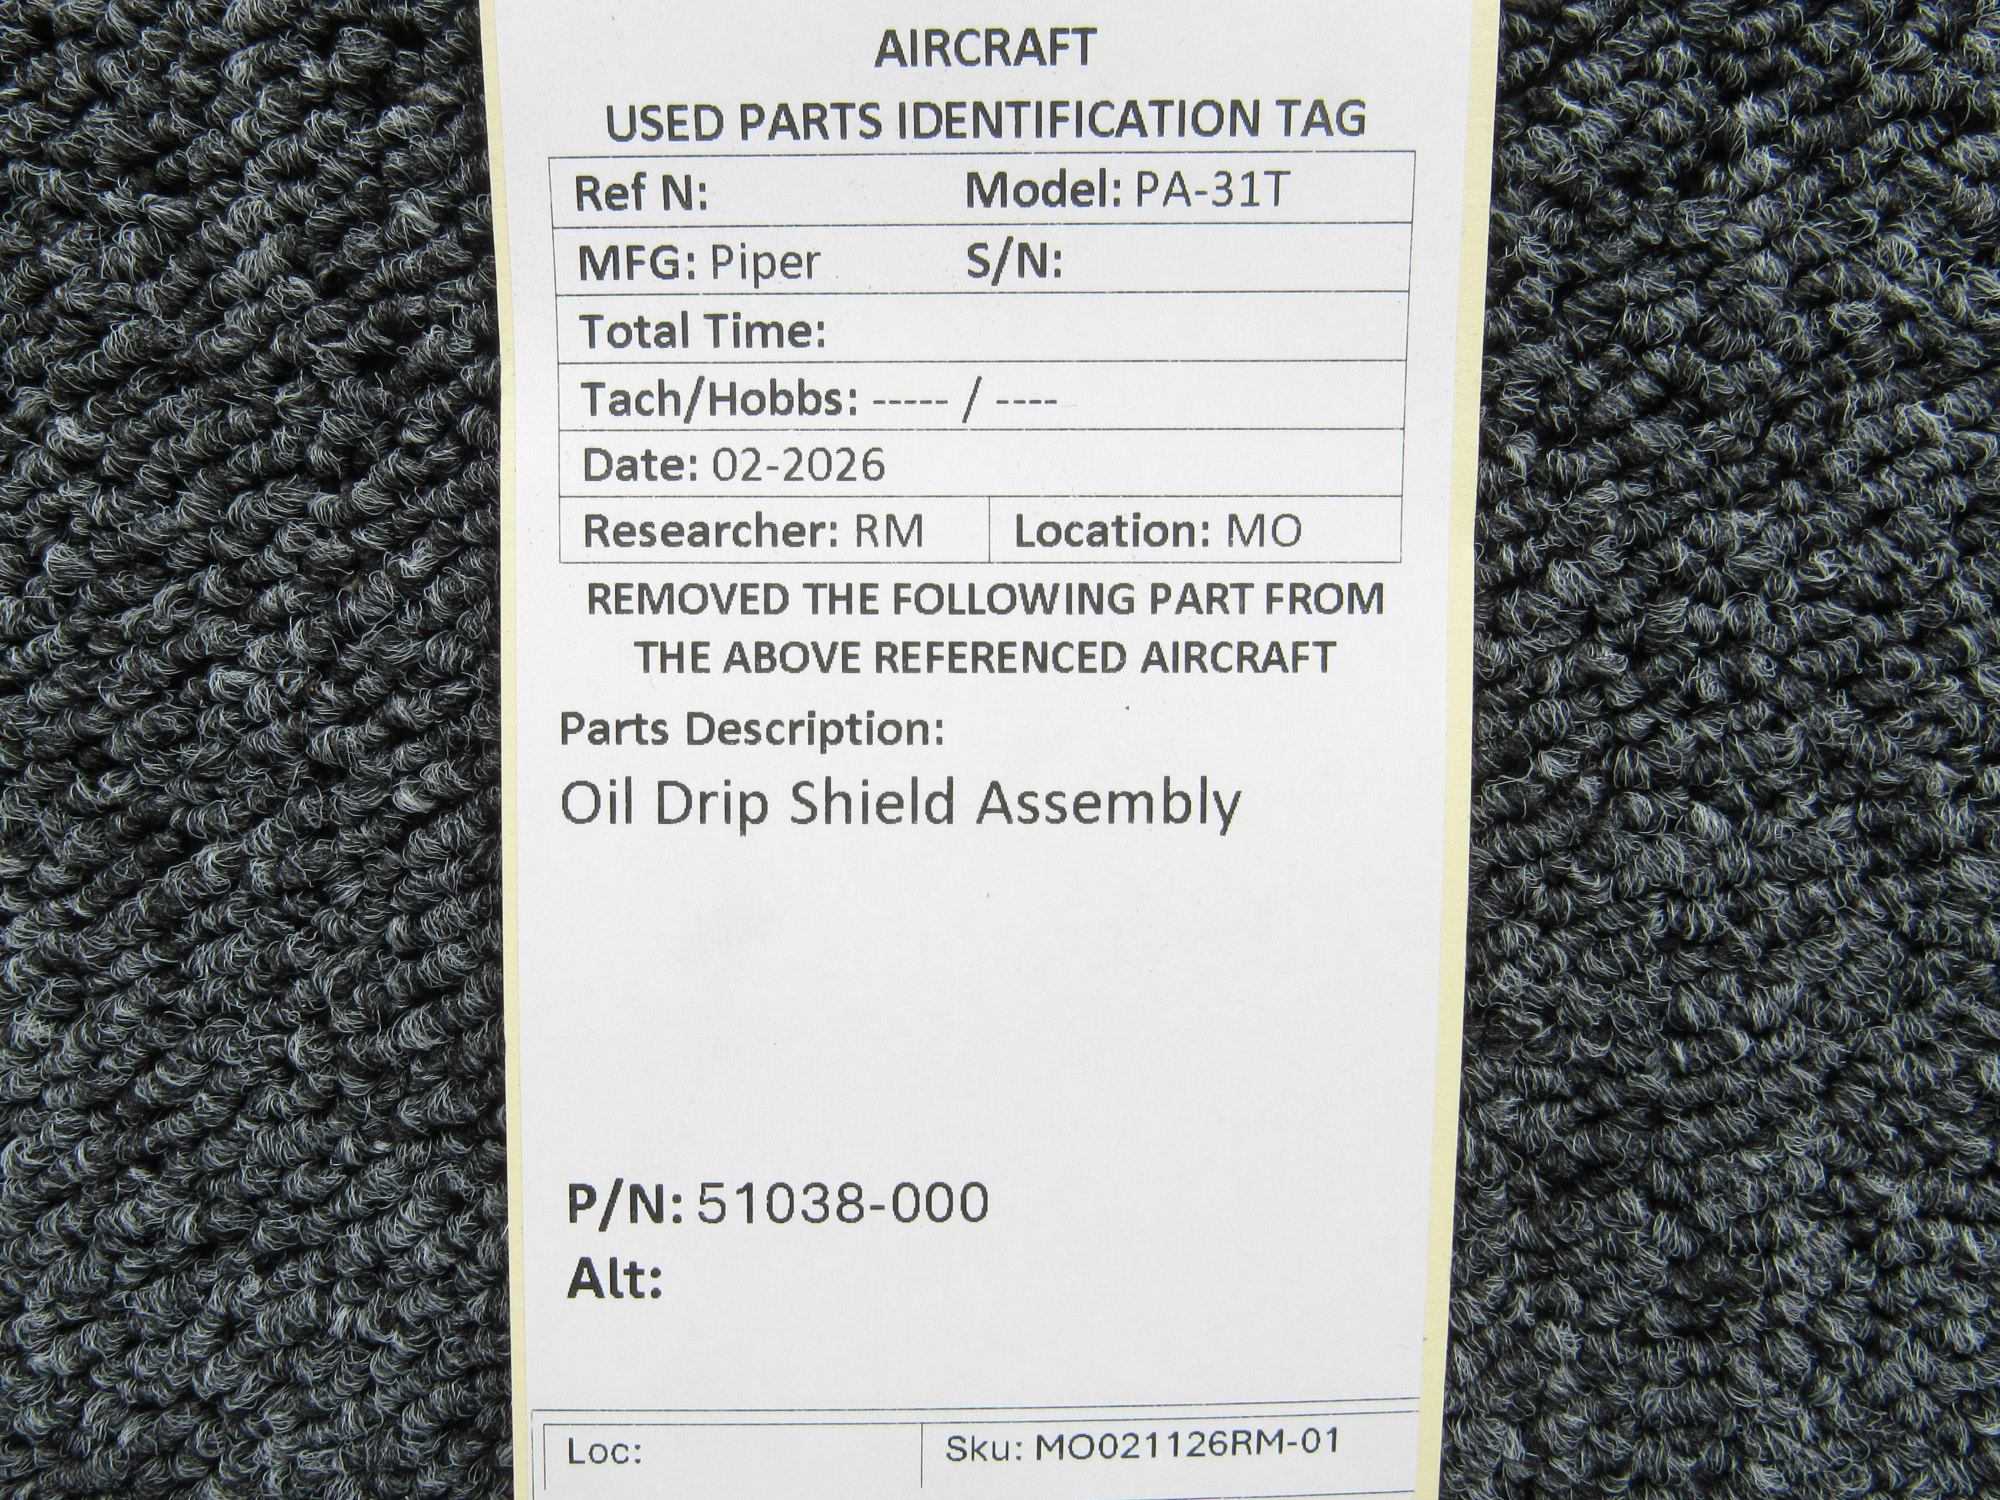 AIRCRAFT
USED PARTS IDENTIFICATION TAG
Ref N: Model: PA-31T
MFG: Piper S/N:
Total Time:
Tach/Hobbs: ----- / ----
Date: 02-2026
Researcher: RM Location: MO
REMOVED THE FOLLOWING PART FROM
THE ABOVE REFERENCED AIRCRAFT
Parts Description:
Oil Drip Shield Assembly
P/N: 51038-000
Alt:
Loc: Sku: MO021126RM-01